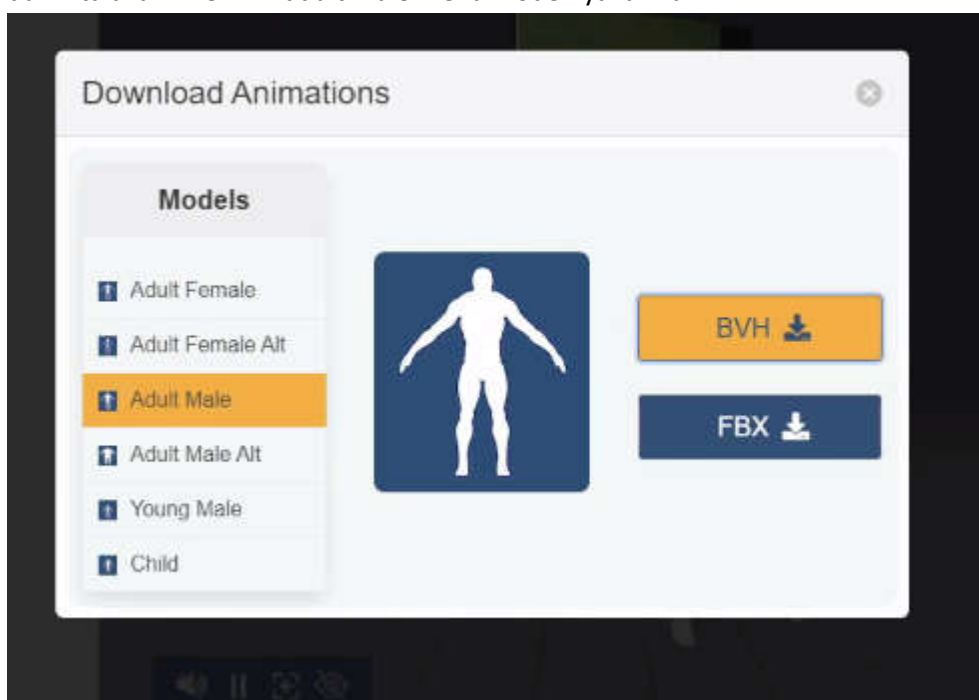 Download Animations
Models
Adult Female
Adult Female Alt
Adult Male
Adult Male Alt
Young Male
Child
BVH
FBX